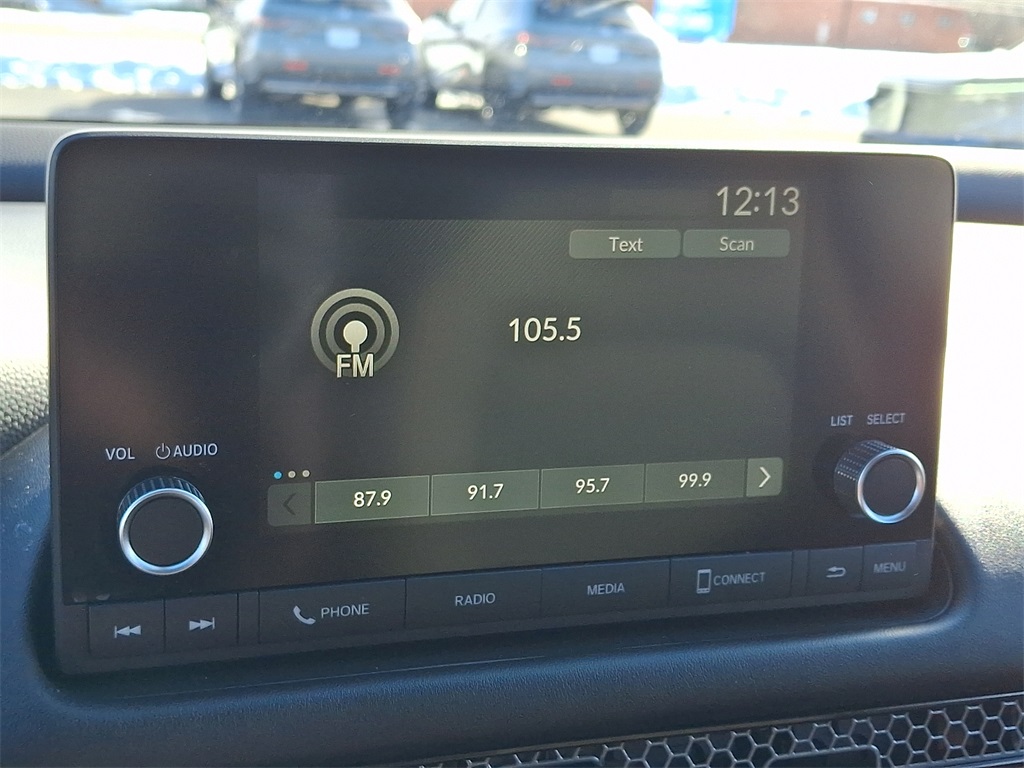 12:13
Text Scan
105.5
FM
LIST SELECT
VOL AUDIO
87.9 91.7 95.7 99.9
PHONE RADIO MEDIA CONNECT MENU